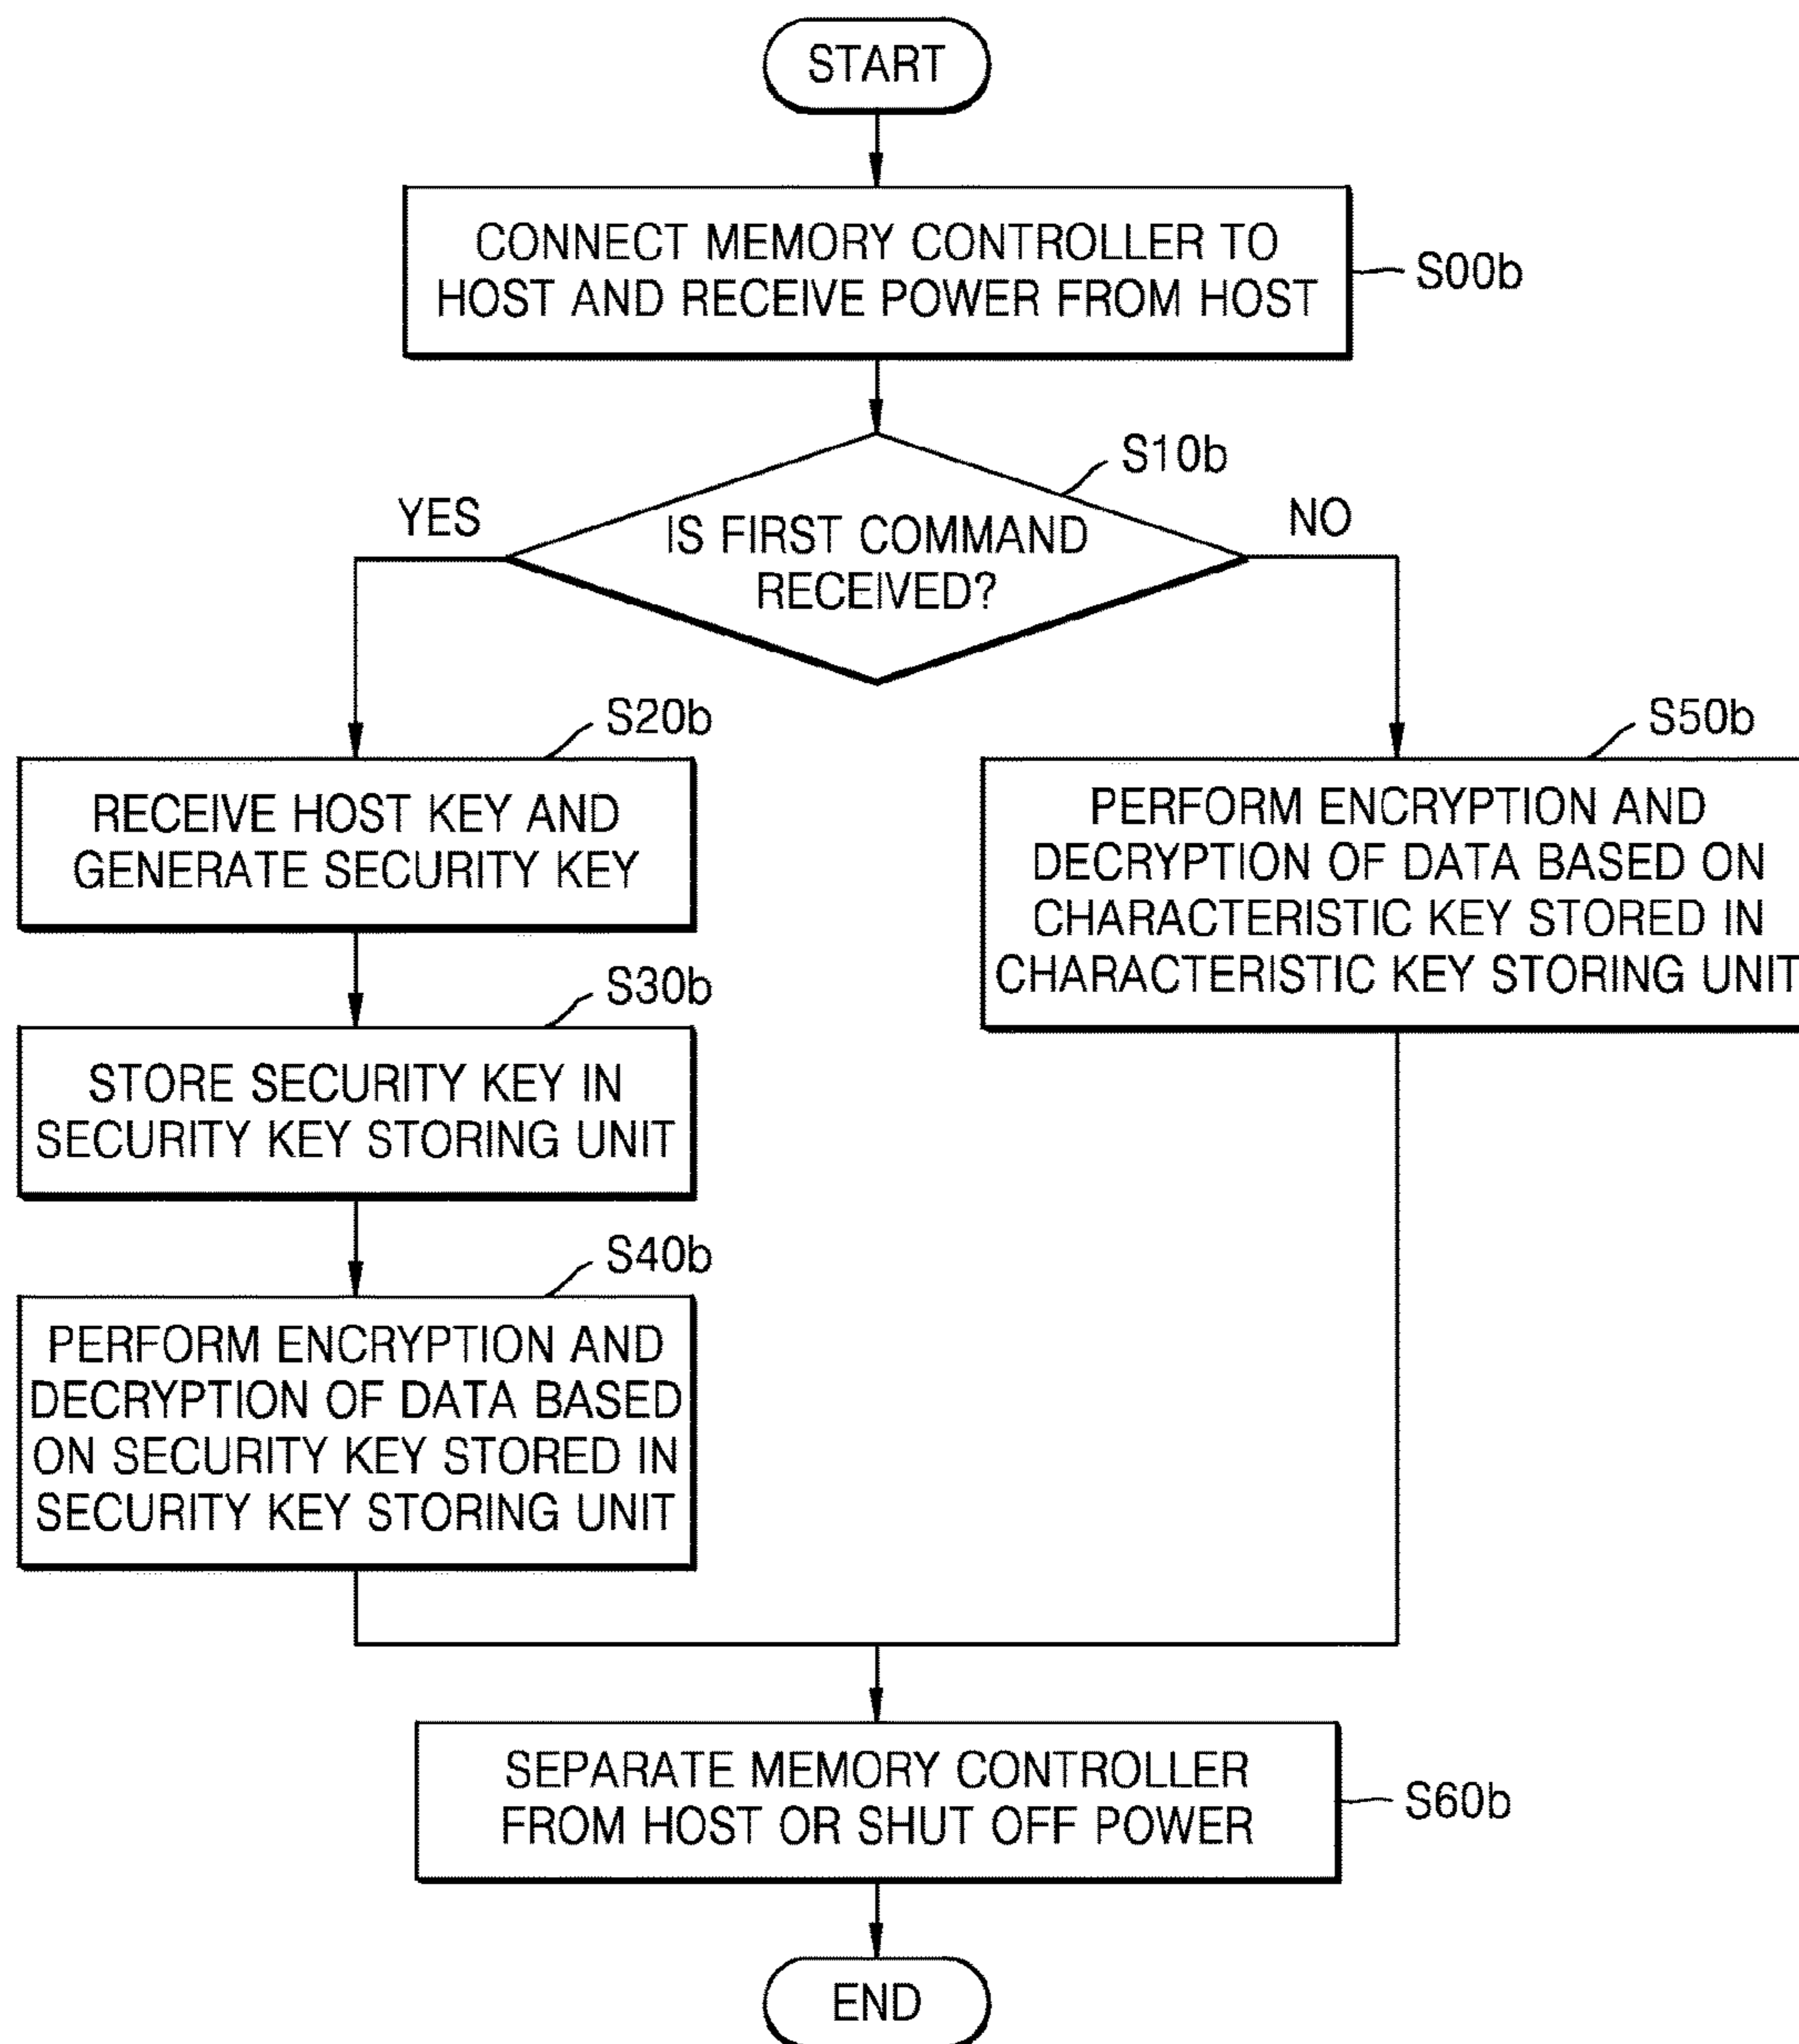 START
CONNECT MEMORY CONTROLLER TO
HOST AND RECEIVE POWER FROM HOST
S00b
S10b
YES
IS FIRST COMMAND
RECEIVED?
NO
S20b
RECEIVE HOST KEY AND
GENERATE SECURITY KEY
S30b
STORE SECURITY KEY IN
SECURITY KEY STORING UNIT
S40b
PERFORM ENCRYPTION AND
DECRYPTION OF DATA BASED
ON SECURITY KEY STORED IN
SECURITY KEY STORING UNIT
S50b
PERFORM ENCRYPTION AND
DECRYPTION OF DATA BASED ON
CHARACTERISTIC KEY STORED IN
CHARACTERISTIC KEY STORING UNIT
SEPARATE MEMORY CONTROLLER
FROM HOST OR SHUT OFF POWER
S60b
END